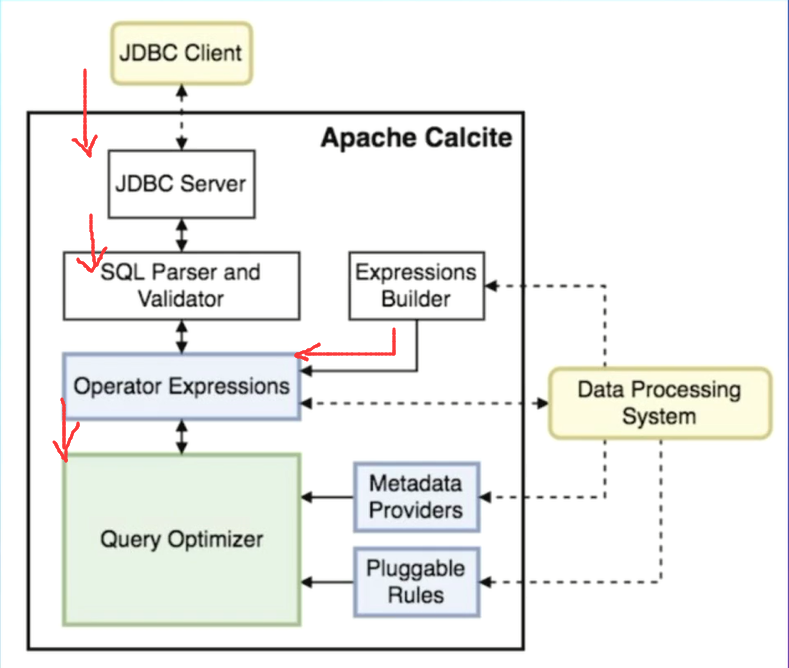 JDBC Client
Apache Calcite
JDBC Server
SQL Parser and
Validator
Expressions
Builder
Operator Expressions
Data Processing
System
Query Optimizer
Metadata
Providers
Pluggable
Rules